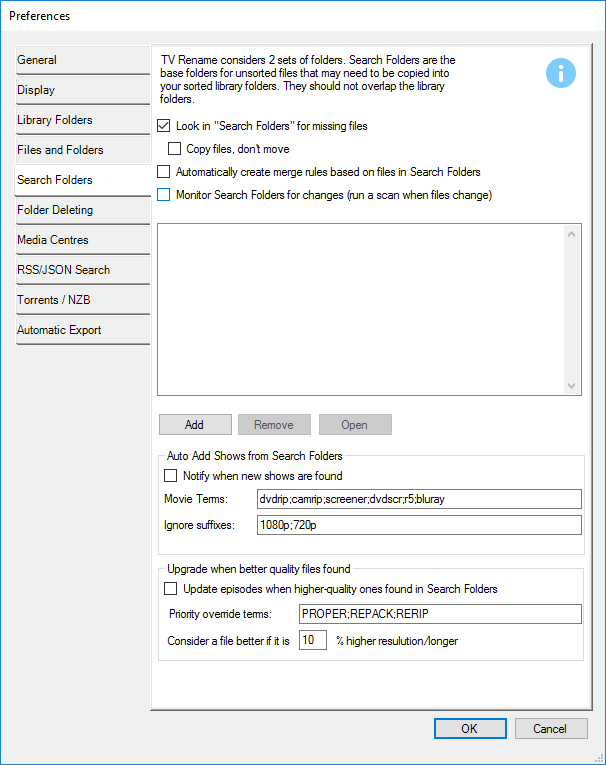 Preferences
General
Display
Library Folders
Files and Folders
Search Folders
Folder Deleting
Media Centres
RSS/JSON Search
Torrents / NZB
Automatic Export
TV Rename considers 2 sets of folders. Search Folders are the
base folders for unsorted files that may need to be copied into
your sorted library folders. They should not overlap the library
folders.
i
Look in "Search Folders" for missing files
Copy files, don't move
Automatically create merge rules based on files in Search Folders
Monitor Search Folders for changes (run a scan when files change)
Add Remove Open
Auto Add Shows from Search Folders
Notify when new shows are found
Movie Terms: dvdrip;camrip;screener;dvdscr;r5;bluray
Ignore suffixes: 1080p;720p
Upgrade when better quality files found
Update episodes when higher-quality ones found in Search Folders
Priority override terms: PROPER;REPACK;RERIP
Consider a file better if it is 10 % higher resulution/longer
OK Cancel